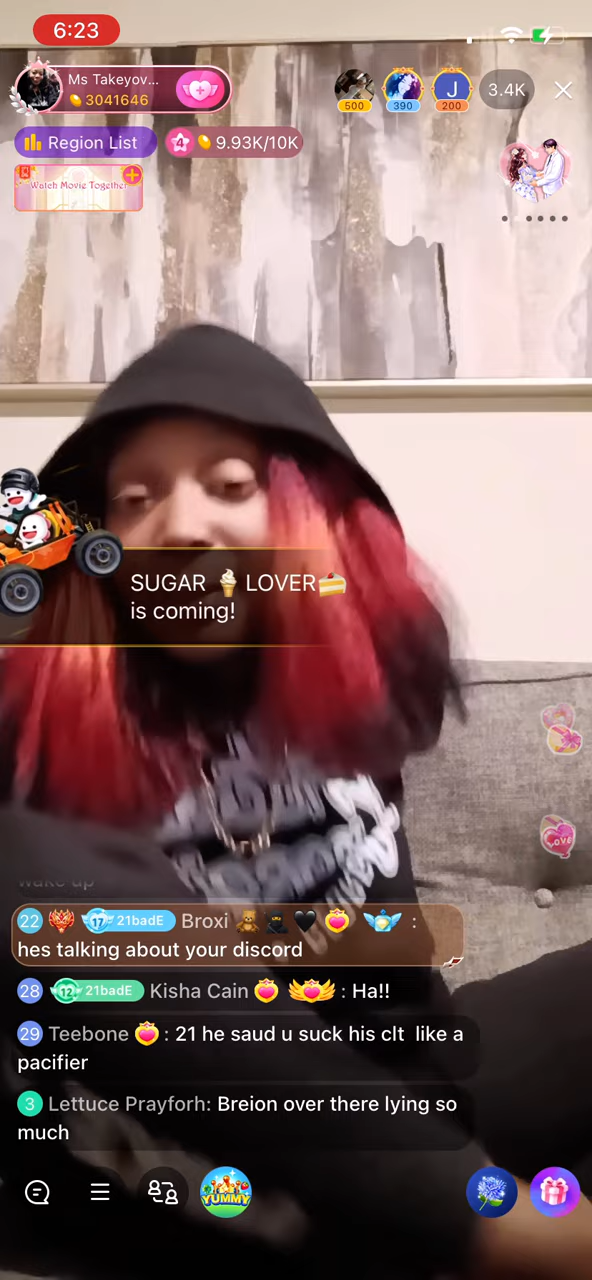 6:23
Ms Takeyov...
3041646
500
390
J
200
3.4K
Region List
4
9.93K/10K
Watch Movie Together
SUGAR 🍦 LOVER🍰
is coming!
LOVE
wake up
22 17 21badE Broxi 🧸 🥷 🖤 :
hes talking about your discord
28 12 21badE Kisha Cain : Ha!!
29 Teebone : 21 he saud u suck his clt like a
pacifier
3 Lettuce Prayforh: Breion over there lying so
much
YUMMY